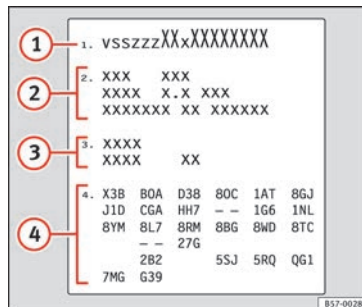 1. VSSZZZXXxXXXXXXXX
2. XXX XXX
XXXX X.X XXX
XXXXXXX XX XXXXXX
3. XXXX
XXXX XX
4. X3B B0A D38 80C 1AT 8GJ
J1D CGA HH7 - - 1G6 1NL
8YM 8L7 8RM 8BG 8WD 8TC
- - 27G
2B2 5SJ 5RQ QG1
7MG G39
1
2
3
4
B57-0028